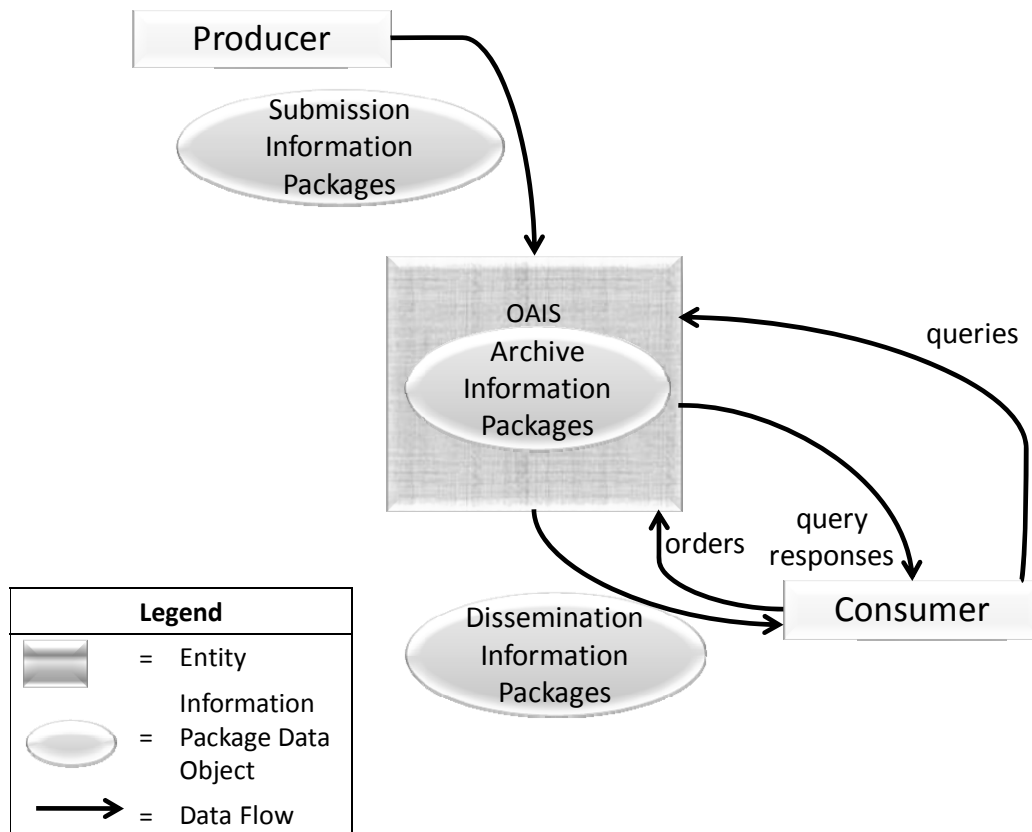 Producer
Submission
Information
Packages
OAIS
Archive
Information
Packages
queries
query
responses
orders
Consumer
Dissemination
Information
Packages
Legend
= Entity
Information
= Package Data
Object
= Data Flow